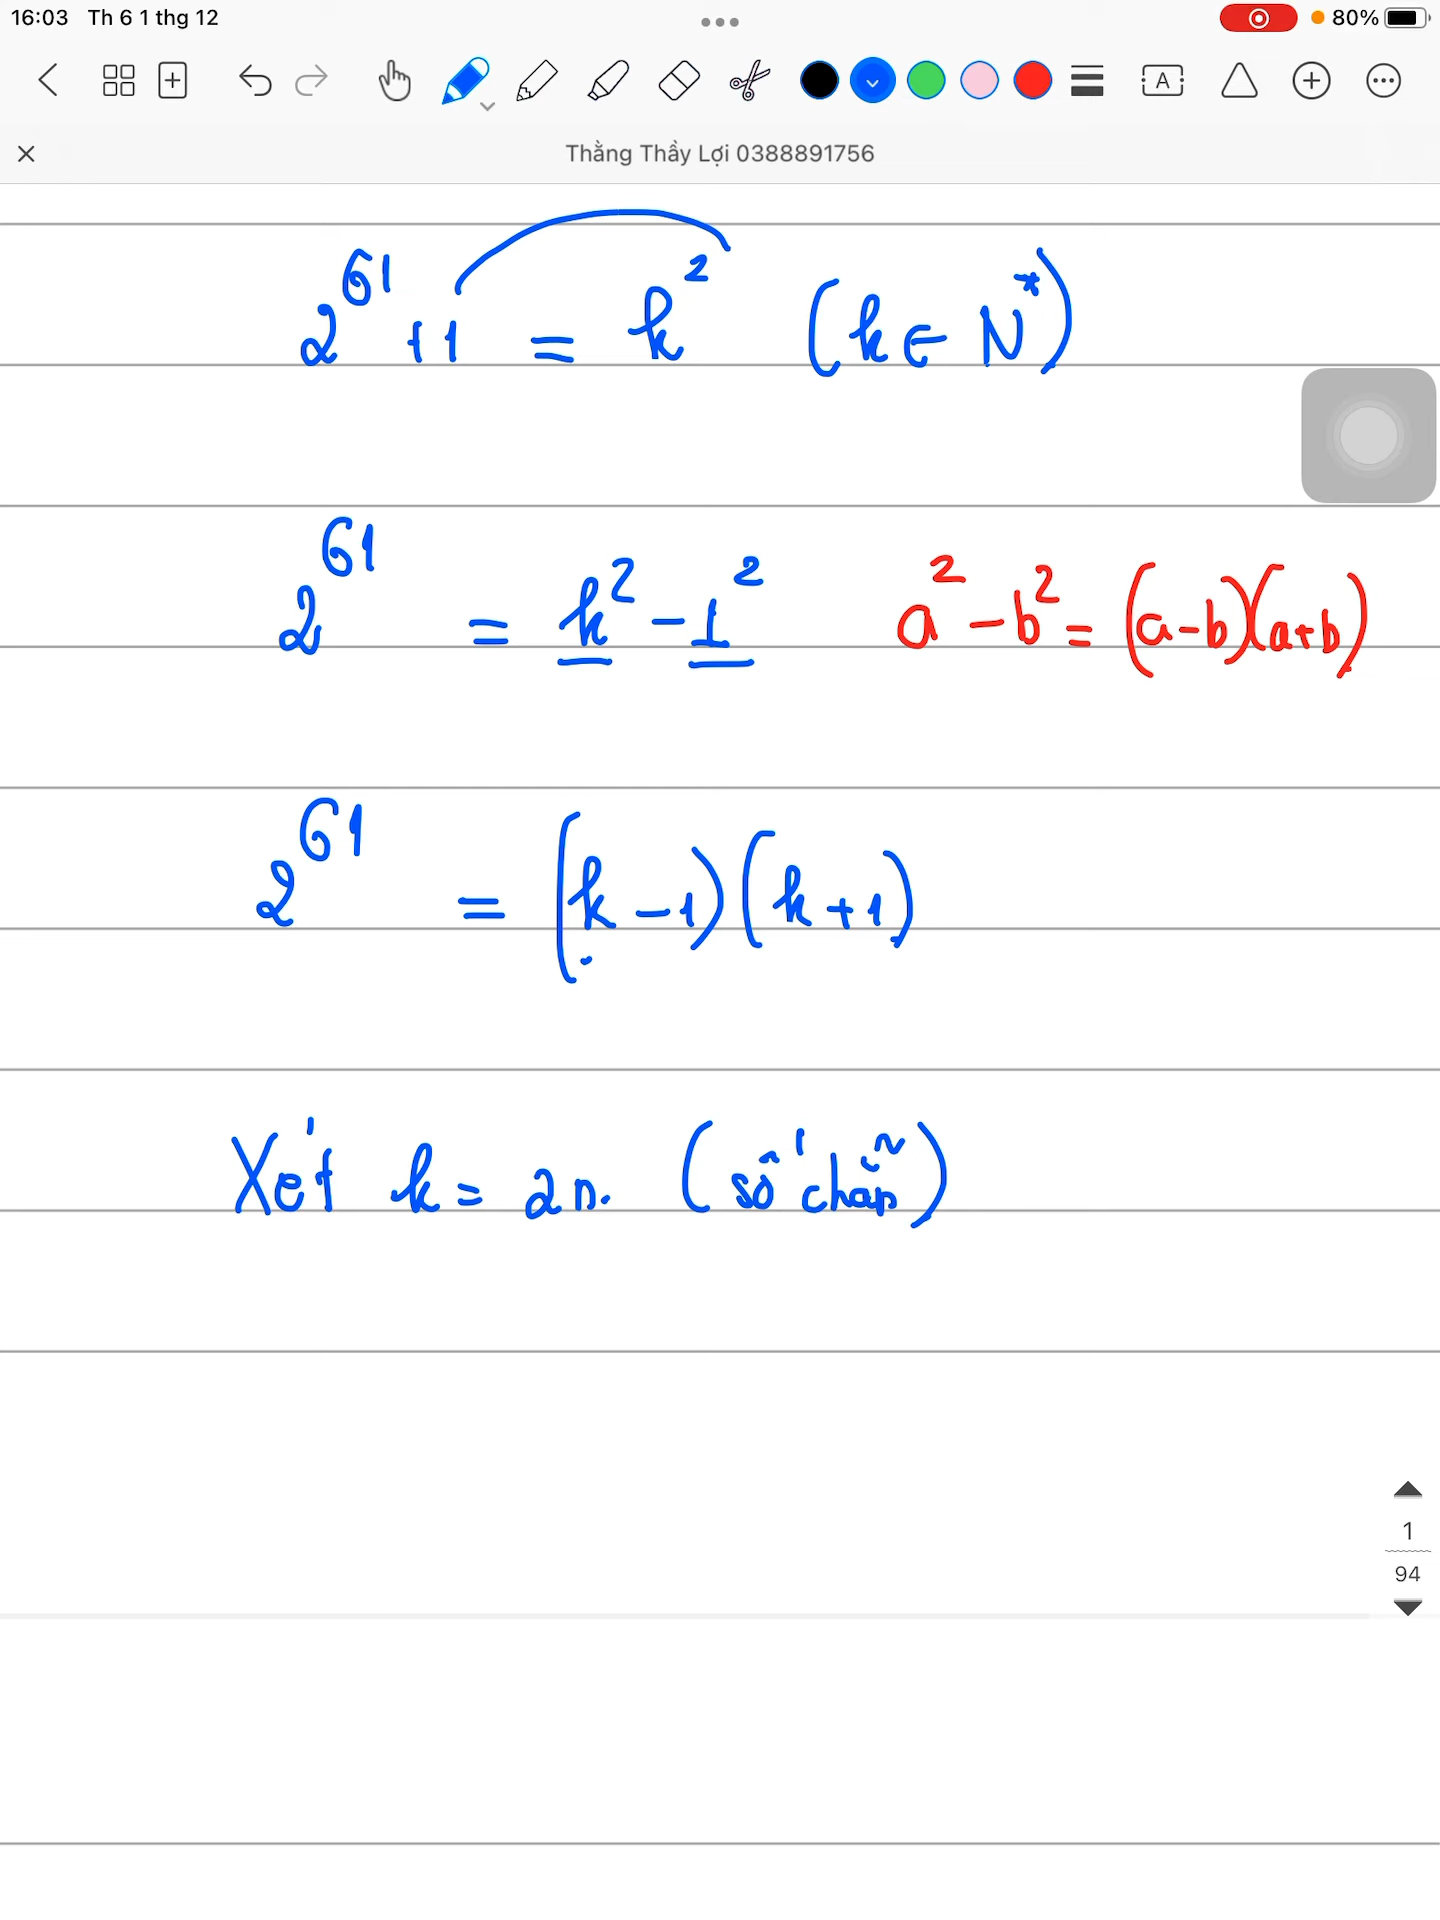 16:03 Th 6 1 thg 12 80%
A
Thằng Thầy Lợi 0388891756
2^61 + 1 = k^2 (k ∈ N*)
2^61 = k^2 - 1^2 a^2 - b^2 = (a-b)(a+b)
2^61 = (k-1)(k+1)
Xét k = 2n. (số chẵn)
1
94